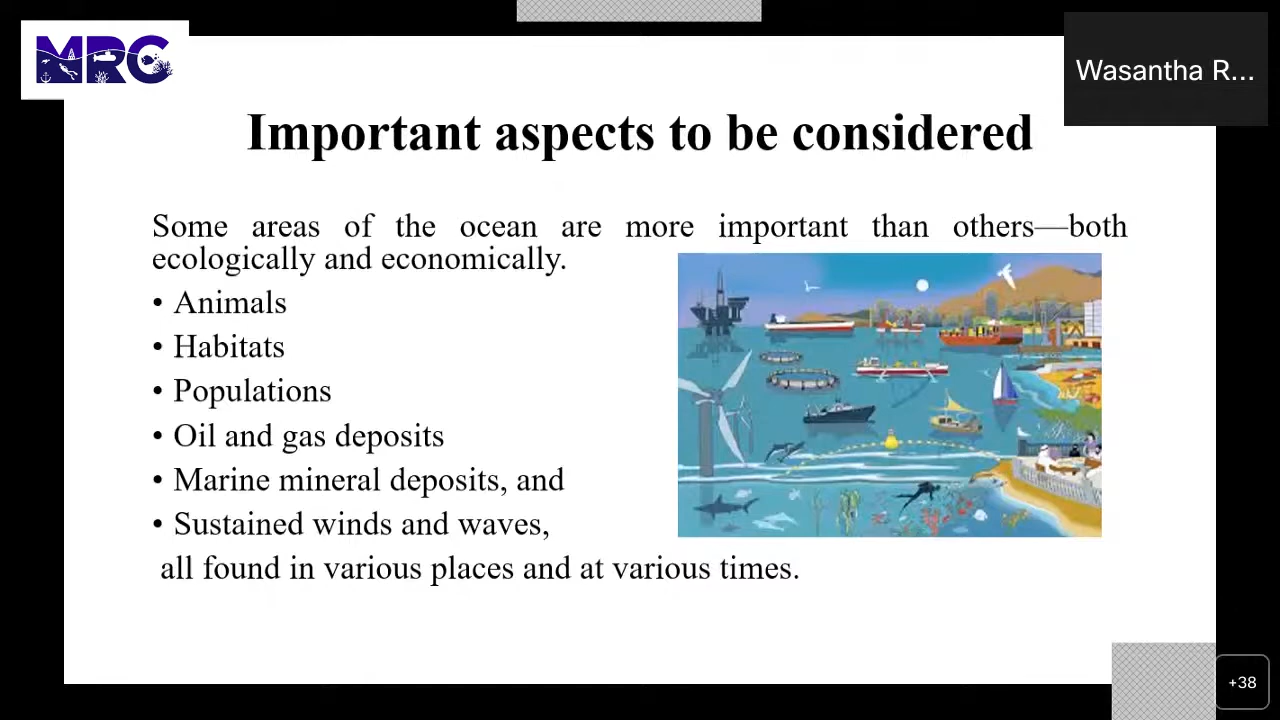 MRC
Wasantha R...
Important aspects to be considered
Some areas of the ocean are more important than others—both
ecologically and economically.
• Animals
• Habitats
• Populations
• Oil and gas deposits
• Marine mineral deposits, and
• Sustained winds and waves,
all found in various places and at various times.
+38